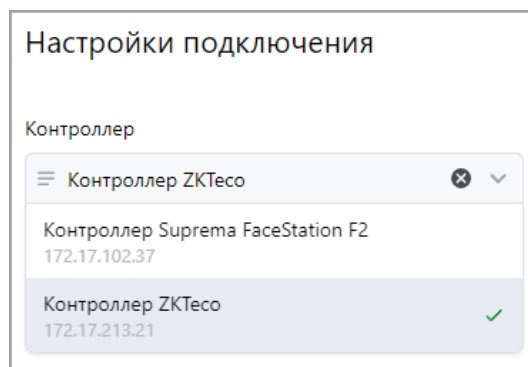 Настройки подключения
Контроллер
Контроллер ZKTeco
Контроллер Suprema FaceStation F2
172.17.102.37
Контроллер ZKTeco
172.17.213.21